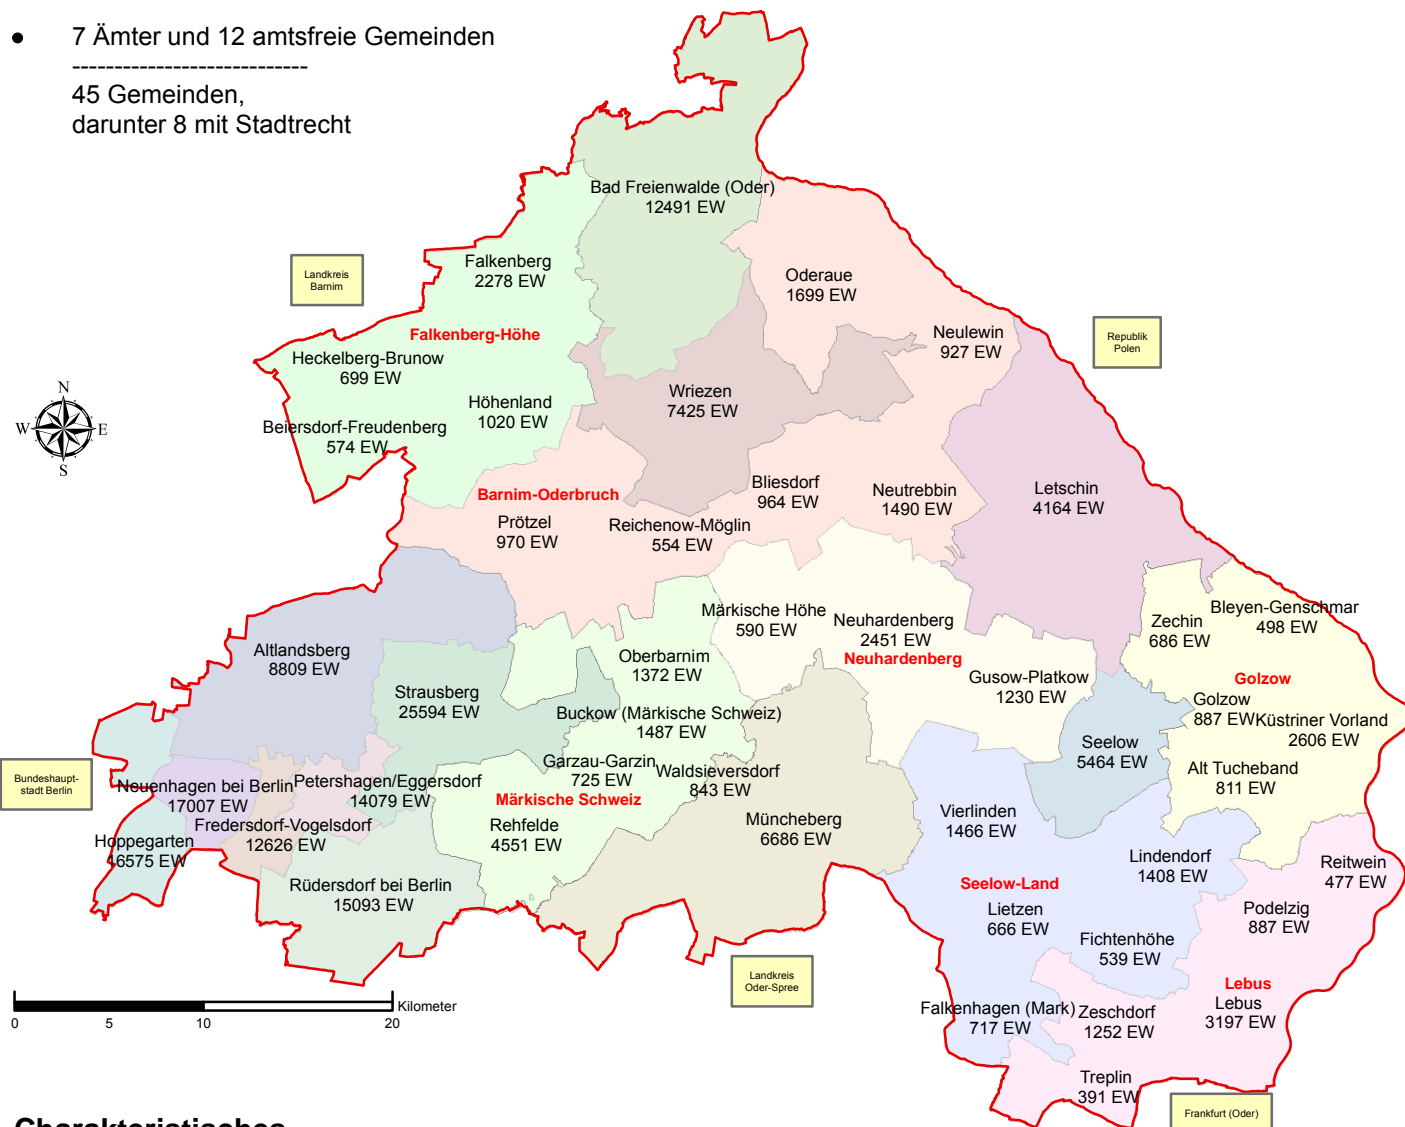 7 Ämter und 12 amtsfreie Gemeinden
---------------------------
45 Gemeinden,
darunter 8 mit Stadtrecht
Bad Freienwalde (Oder)
12491 EW
Falkenberg
2278 EW
Landkreis
Barnim
Oderaue
1699 EW
Falkenberg-Höhe
Neulewin
927 EW
Republik
Polen
Heckelberg-Brunow
699 EW
Wriezen
7425 EW
Höhenland
1020 EW
Beiersdorf-Freudenberg
574 EW
N
W
E
S
Bliesdorf
964 EW
Neutrebbin
1490 EW
Letschin
4164 EW
Barnim-Oderbruch
Prötzel
970 EW
Reichenow-Möglin
554 EW
Märkische Höhe
590 EW
Neuhardenberg
2451 EW
Neuhardenberg
Zechin
686 EW
Bleyen-Genschmar
498 EW
Altlandsberg
8809 EW
Oberbarnim
1372 EW
Gusow-Platkow
1230 EW
Golzow
Strausberg
25594 EW
Golzow
887 EW
Küstriner Vorland
2606 EW
Buckow (Märkische Schweiz)
1487 EW
Seelow
5464 EW
Garzau-Garzin
725 EW
Waldsieversdorf
843 EW
Alt Tucheband
811 EW
Bundeshaupt-
stadt Berlin
Neuenhagen bei Berlin
17007 EW
Petershagen/Eggersdorf
14079 EW
Märkische Schweiz
Rehfelde
4551 EW
Müncheberg
6686 EW
Vierlinden
1466 EW
Fredersdorf-Vogelsdorf
12626 EW
Hoppegarten
16575 EW
Lindendorf
1408 EW
Reitwein
477 EW
Rüdersdorf bei Berlin
15093 EW
Seelow-Land
Lietzen
666 EW
Podelzig
887 EW
Fichtenhöhe
539 EW
Landkreis
Oder-Spree
Lebus
Lebus
3197 EW
Falkenhagen (Mark)
717 EW
Zeschdorf
1252 EW
Kilometer
0 5 10 20
Treplin
391 EW
Frankfurt (Oder)
Charakteristisches